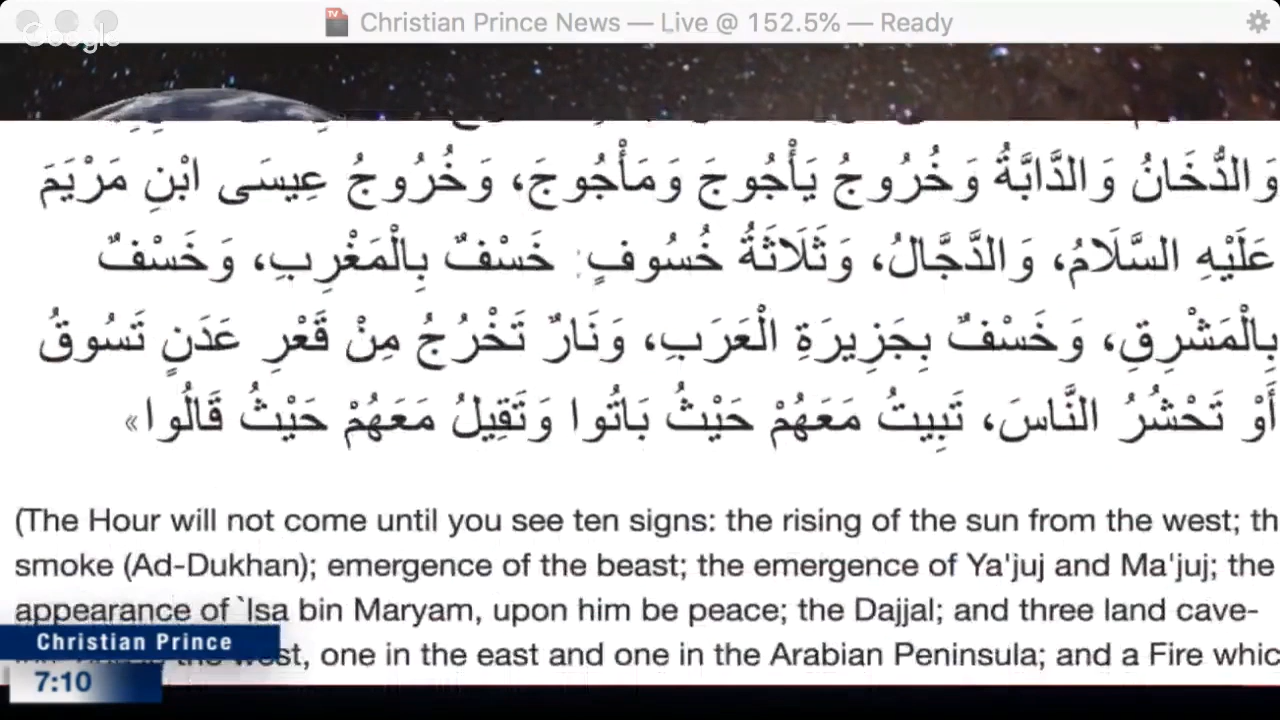 Christian Prince News — Live @ 152.5% — Ready
Google
وَالدُّخَانُ وَالدَّابَّةُ وَخُرُوجُ يَأْجُوجَ وَمَأْجُوجَ، وَخُرُوجُ عِيسَى ابْنِ مَرْيَمَ
عَلَيْهِ السَّلَامُ، وَالدَّجَّالُ، وَثَلَاثَةُ خُسُوفٍ: خَسْفٌ بِالْمَغْرِبِ، وَخَسْفٌ
بِالْمَشْرِقِ، وَخَسْفٌ بِجَزِيرَةِ الْعَرَبِ، وَنَارٌ تَخْرُجُ مِنْ قَعْرِ عَدَنٍ تَسُوقُ
أَوْ تَحْشُرُ النَّاسَ، تَبِيتُ مَعَهُمْ حَيْثُ بَاتُوا وَتَقِيلُ مَعَهُمْ حَيْثُ قَالُوا»
(The Hour will not come until you see ten signs: the rising of the sun from the west; th
smoke (Ad-Dukhan); emergence of the beast; the emergence of Ya'juj and Ma'juj; the
appearance of `Isa bin Maryam, upon him be peace; the Dajjal; and three land cave-
the west, one in the east and one in the Arabian Peninsula; and a Fire whic
Christian Prince
7:10